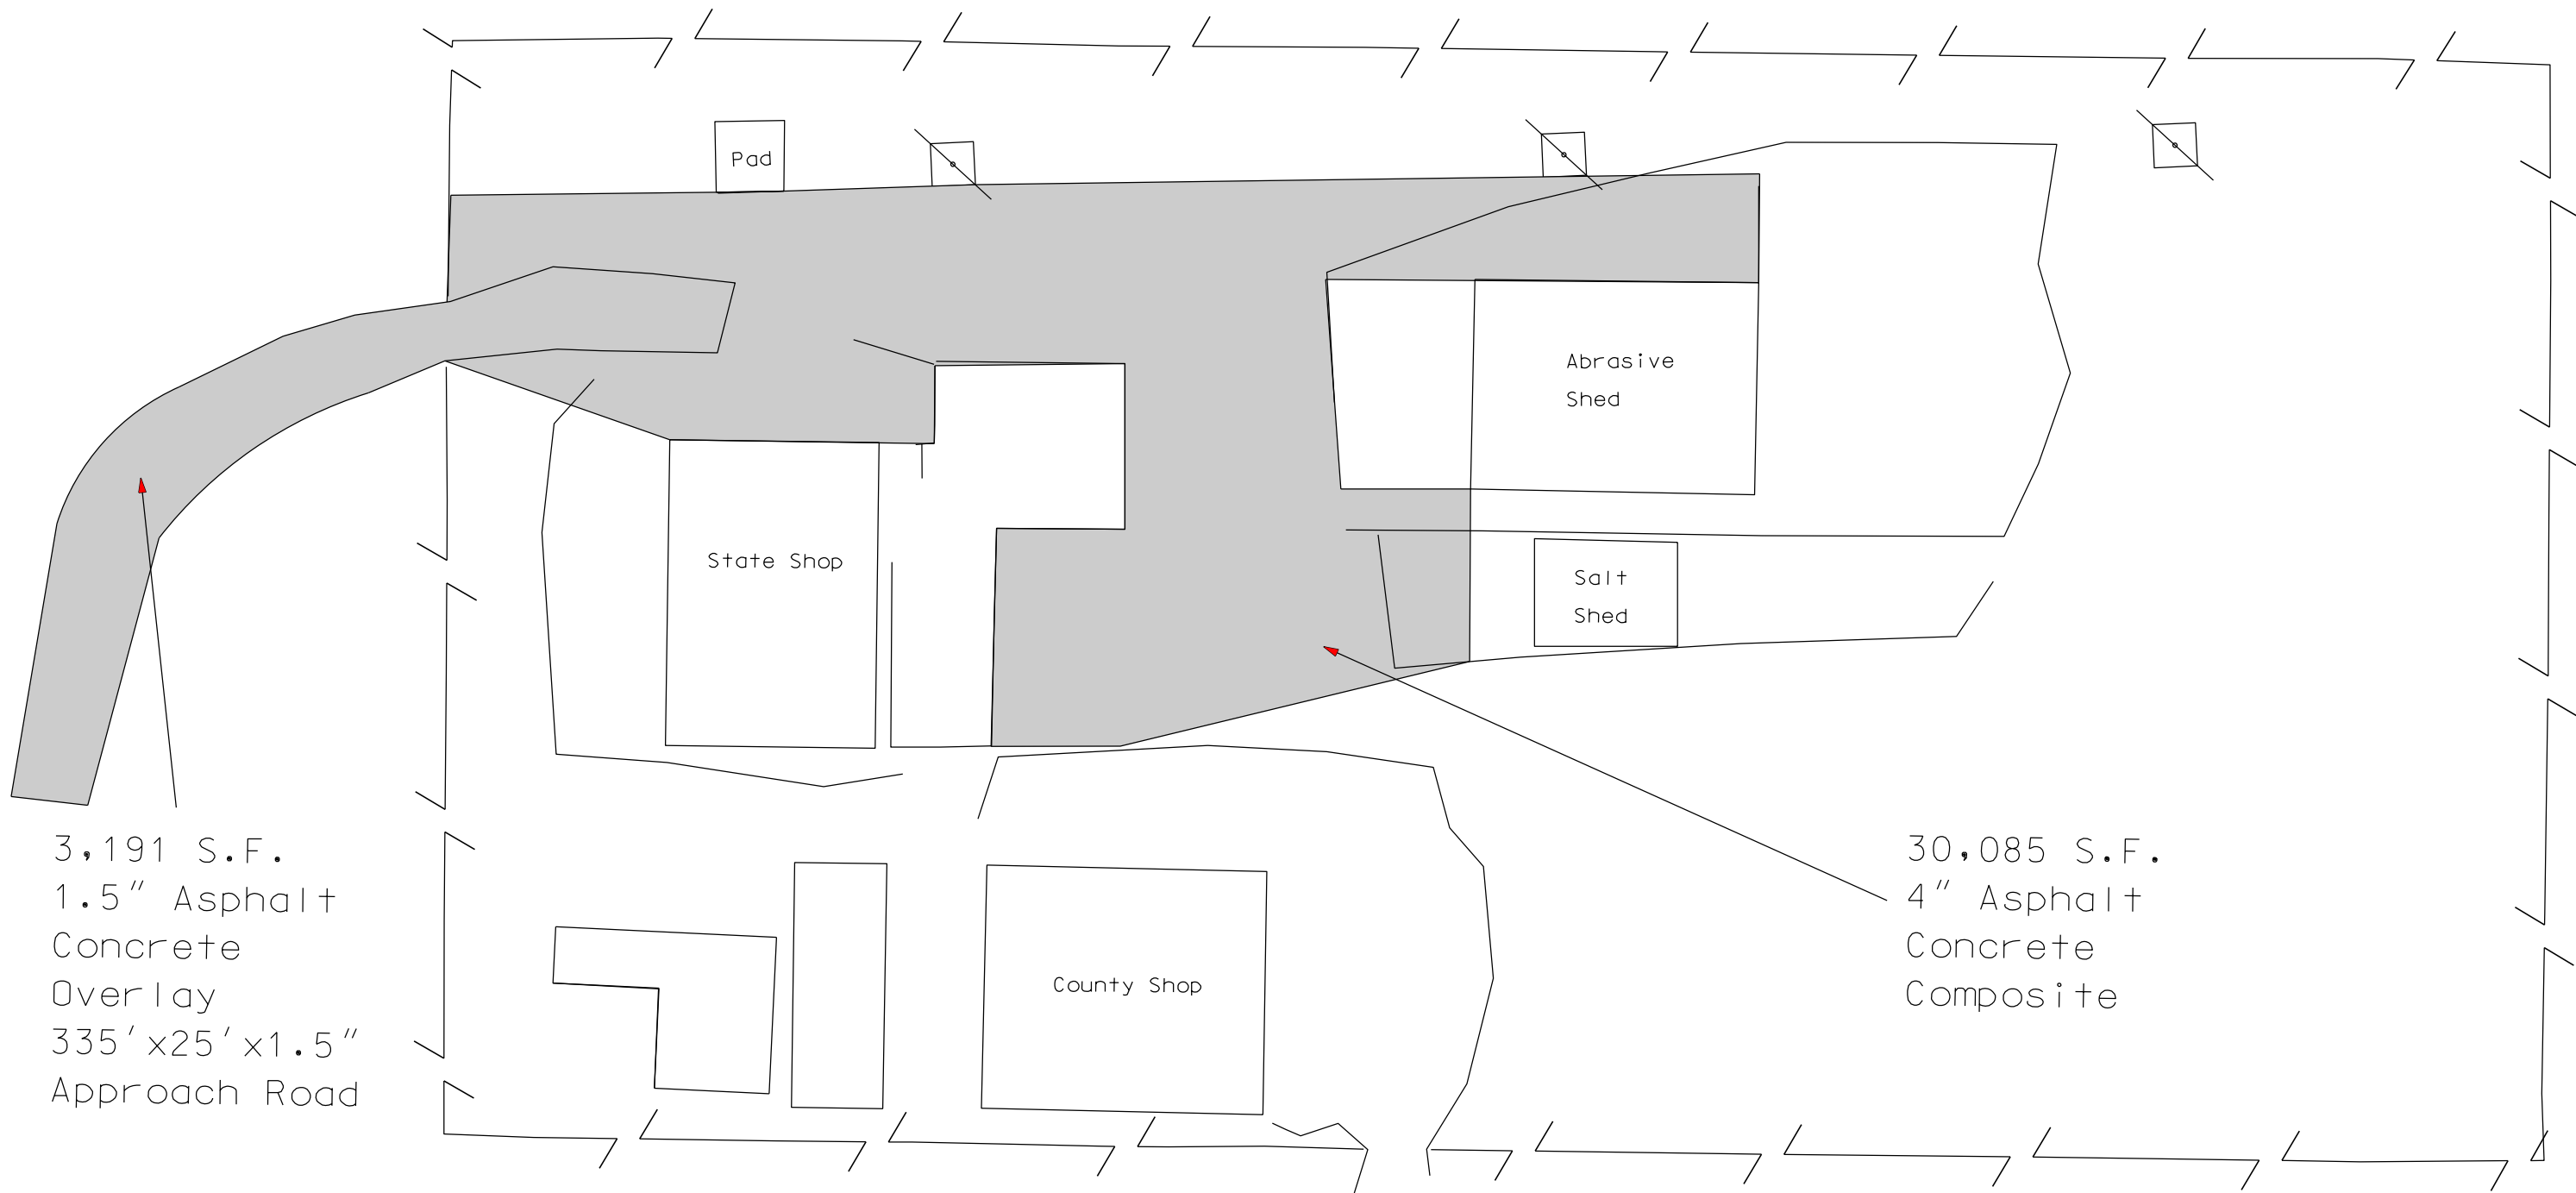 Pad
Abrasive
Shed
State Shop
Salt
Shed
3,191 S.F.
1.5" Asphalt
Concrete
Overlay
335'x25'x1.5"
Approach Road
30,085 S.F.
4" Asphalt
Concrete
Composite
County Shop